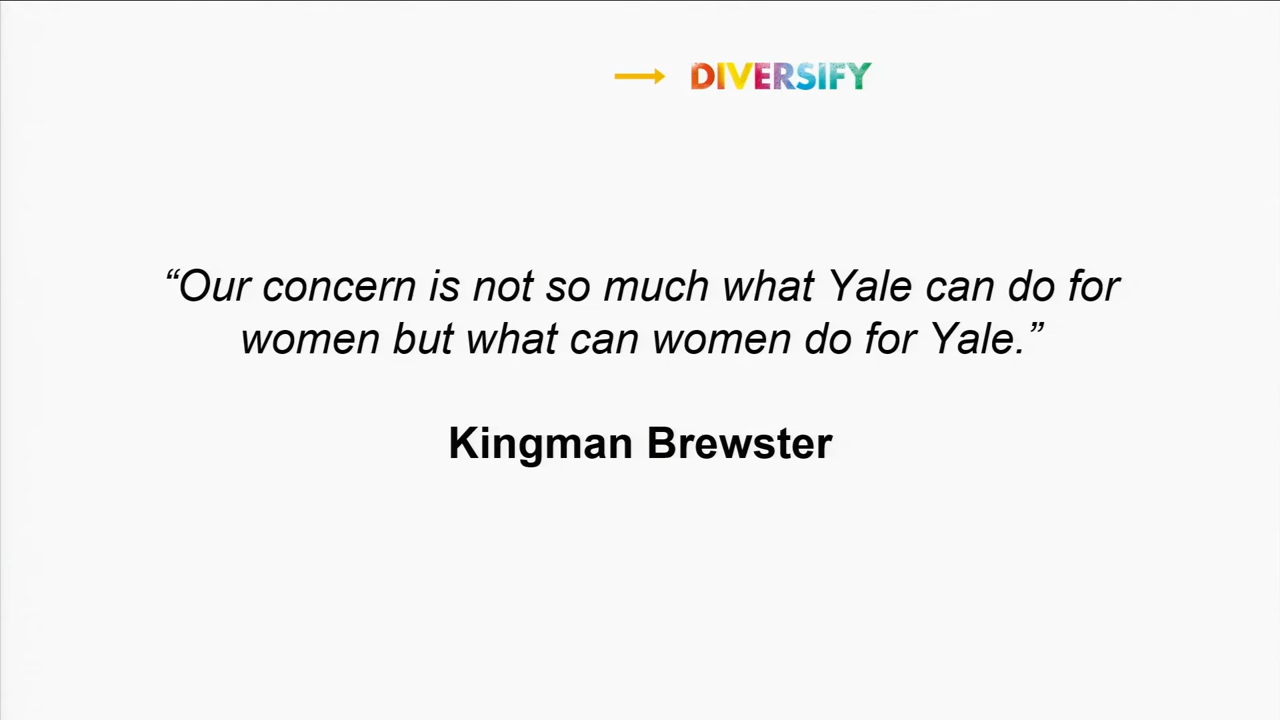 DIVERSIFY
“Our concern is not so much what Yale can do for
women but what can women do for Yale.”
Kingman Brewster